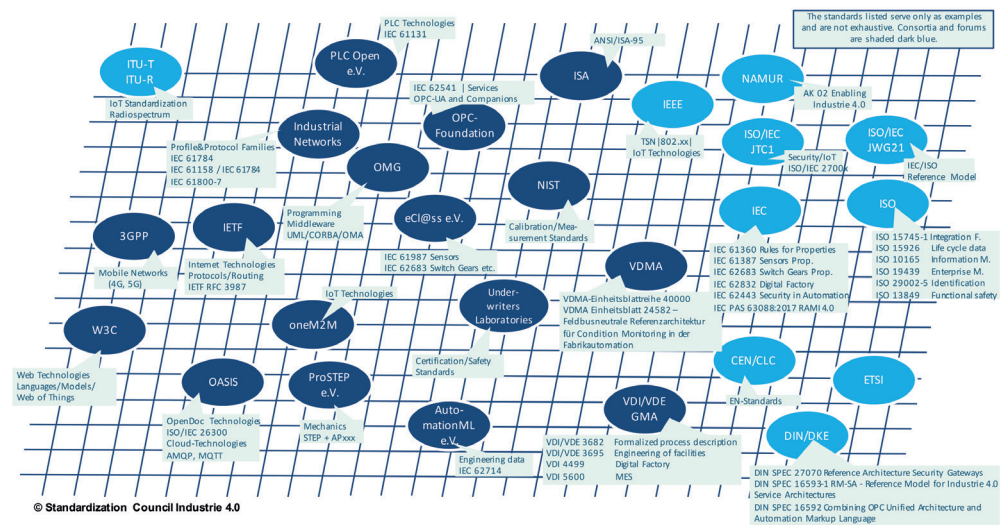 The standards listed serve only as examples
and are not exhaustive. Consortia and forums
are shaded dark blue.
PLC Technologies
IEC 61131
PLC Open
e.V.
ITU-T
ITU-R
IoT Standardization
Radiospectrum
ANSI/ISA-95
ISA
NAMUR
AK 02 Enabling
Industrie 4.0
IEC 62541 | Services
OPC-UA and Companions
OPC-
Foundation
IEEE
TSN|802.xx|
IoT Technologies
Industrial
Networks
Profile&Protocol Families
IEC 61784
IEC 61158 / IEC 61784
IEC 61800-7
ISO/IEC
JTC1
Security/IoT
ISO/IEC 2700x
ISO/IEC
JWG21
IEC/ISO
Reference Model
OMG
Programming
Middleware
UML/CORBA/OMA
NIST
Calibration/Mea-
surement Standards
eCl@ss e.V.
IEC 61987 Sensors
IEC 62683 Switch Gears etc.
IEC
IEC 61360 Rules for Properties
IEC 61387 Sensors Prop.
IEC 62683 Switch Gears Prop.
IEC 62832 Digital Factory
IEC 62443 Security in Automation
IEC PAS 63088:2017 RAMI 4.0
ISO
ISO 15745-1 Integration F.
ISO 15926 Life cycle data
ISO 10165 Information M.
ISO 19439 Enterprise M.
ISO 29002-5 Identification
ISO 13849 Functional safety
3GPP
Mobile Networks
(4G, 5G)
IETF
Internet Technologies
Protocols/Routing
IETF RFC 3987
VDMA
VDMA-Einheitsblattreihe 40000
VDMA Einheitsblatt 24582 –
Feldbusneutrale Referenzarchitektur
für Condition Monitoring in der
Fabrikautomation
IoT Technologies
oneM2M
Under-
writers
Laboratories
Certification/Safety
Standards
W3C
Web Technologies
Languages/Models/
Web of Things
OASIS
OpenDoc Technologies
ISO/IEC 26300
Cloud-Technologies
AMQP, MQTT
ProSTEP
e.V.
Mechanics
STEP + APxxx
CEN/CLC
EN-Standards
ETSI
Auto-
mationML
e.V.
Engineering data
IEC 62714
VDI/VDE
GMA
VDI/VDE 3682 Formalized process description
VDI/VDE 3695 Engineering of facilities
VDI 4499 Digital Factory
VDI 5600 MES
DIN/DKE
DIN SPEC 27070 Reference Architecture Security Gateways
DIN SPEC 16593-1 RM-SA - Reference Model for Industrie 4.0
Service Architectures
DIN SPEC 16592 Combining OPC Unified Architecture and
Automation Markup Language
© Standardization Council Industrie 4.0